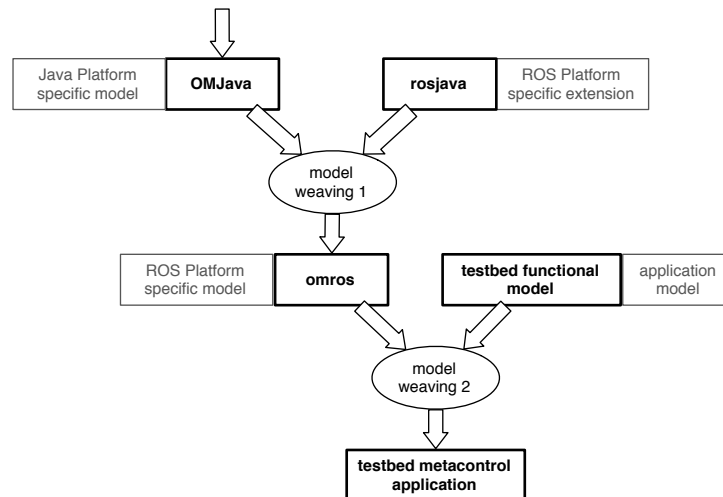 Java Platform
specific model
OMJava
rosjava
ROS Platform
specific extension
model
weaving 1
ROS Platform
specific model
omros
testbed functional
model
application
model
model
weaving 2
testbed metacontrol
application